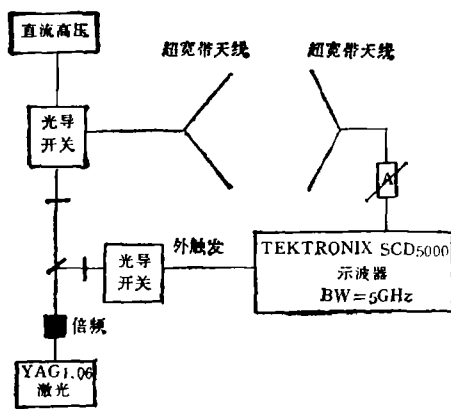 直流高压
超宽带天线
超宽带天线
光导
开关
A
外触发
光导
开关
TEKTRONIX SCD5000
示波器
BW=5GHz
倍频
YAG1.06
激光